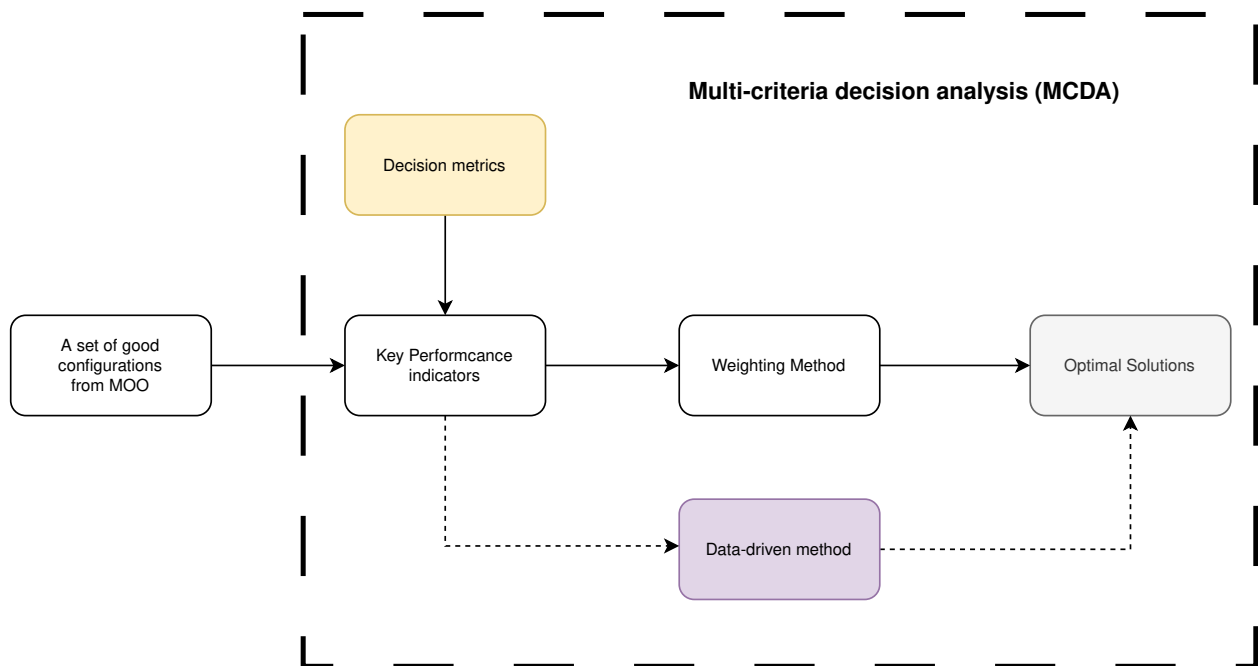 Multi-criteria decision analysis (MCDA)
Decision metrics
A set of good
configurations
from MOO
Key Performcance
indicators
Weighting Method
Optimal Solutions
Data-driven method